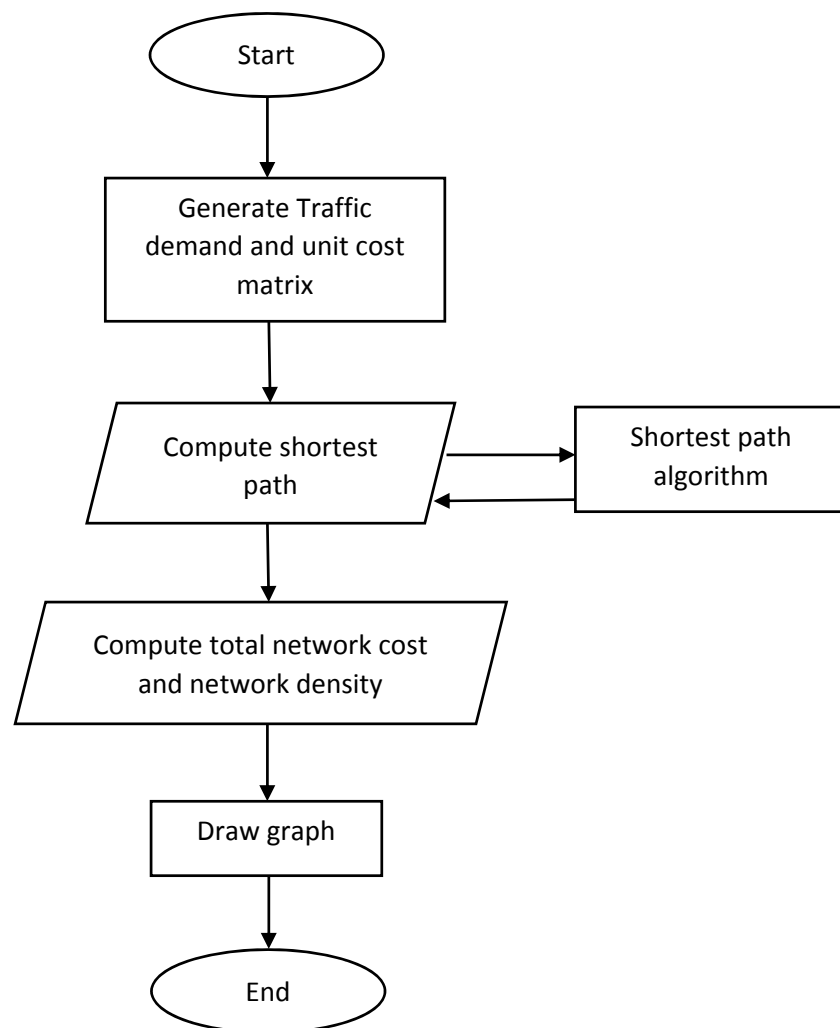 Start
Generate Traffic
demand and unit cost
matrix
Compute shortest
path
Shortest path
algorithm
Compute total network cost
and network density
Draw graph
End